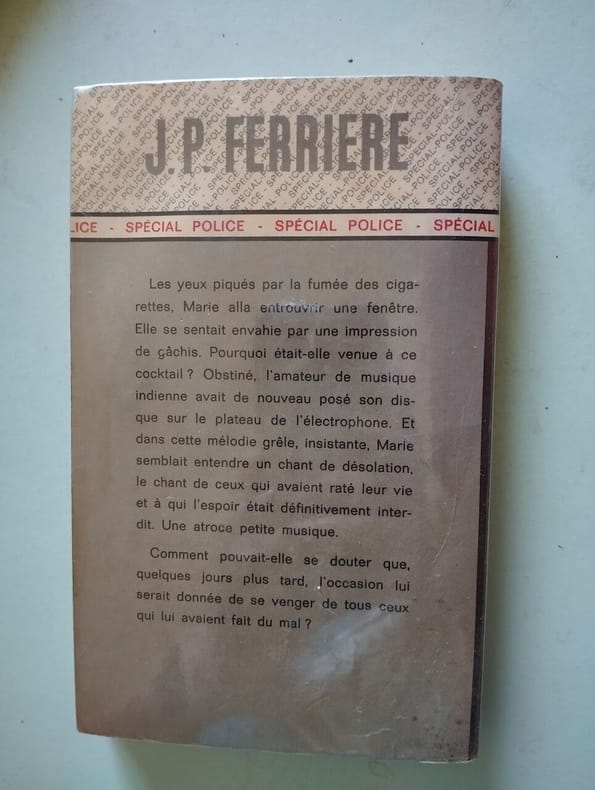 J.P. FERRIERE
LICE - SPÉCIAL POLICE - SPÉCIAL POLICE - SPÉCIAL
Les yeux piqués par la fumée des ciga-
rettes, Marie alla entrouvrir une fenêtre.
Elle se sentait envahie par une impression
de gâchis. Pourquoi était-elle venue à ce
cocktail ? Obstiné, l'amateur de musique
indienne avait de nouveau posé son dis-
que sur le plateau de l'électrophone. Et
dans cette mélodie grêle, insistante, Marie
semblait entendre un chant de désolation,
le chant de ceux qui avaient raté leur vie
et à qui l'espoir était définitivement inter-
dit. Une atroce petite musique.
Comment pouvait-elle se douter que,
quelques jours plus tard, l'occasion lui
serait donnée de se venger de tous ceux
qui lui avaient fait du mal ?